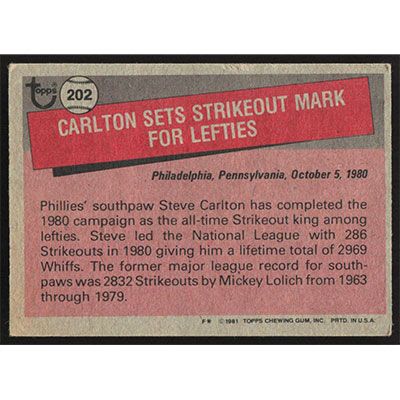 topps
202
CARLTON SETS STRIKEOUT MARK
FOR LEFTIES
Philadelphia, Pennsylvania, October 5, 1980
Phillies' southpaw Steve Carlton has completed the
1980 campaign as the all-time Strikeout king among
lefties. Steve led the National League with 286
Strikeouts in 1980 giving him a lifetime total of 2969
Whiffs. The former major league record for south-
paws was 2832 Strikeouts by Mickey Lolich from 1963
through 1979.
F* © 1981 TOPPS CHEWING GUM, INC. PRTD. IN U.S.A.